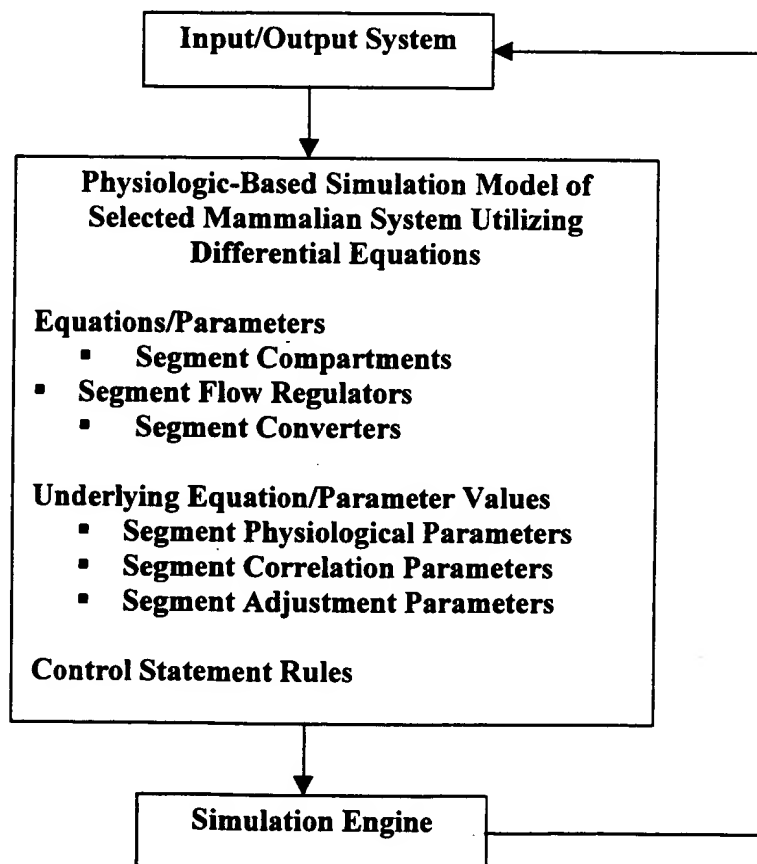 Input/Output System
Physiologic-Based Simulation Model of
Selected Mammalian System Utilizing
Differential Equations
Equations/Parameters
▪ Segment Compartments
▪ Segment Flow Regulators
▪ Segment Converters
Underlying Equation/Parameter Values
▪ Segment Physiological Parameters
▪ Segment Correlation Parameters
▪ Segment Adjustment Parameters
Control Statement Rules
Simulation Engine